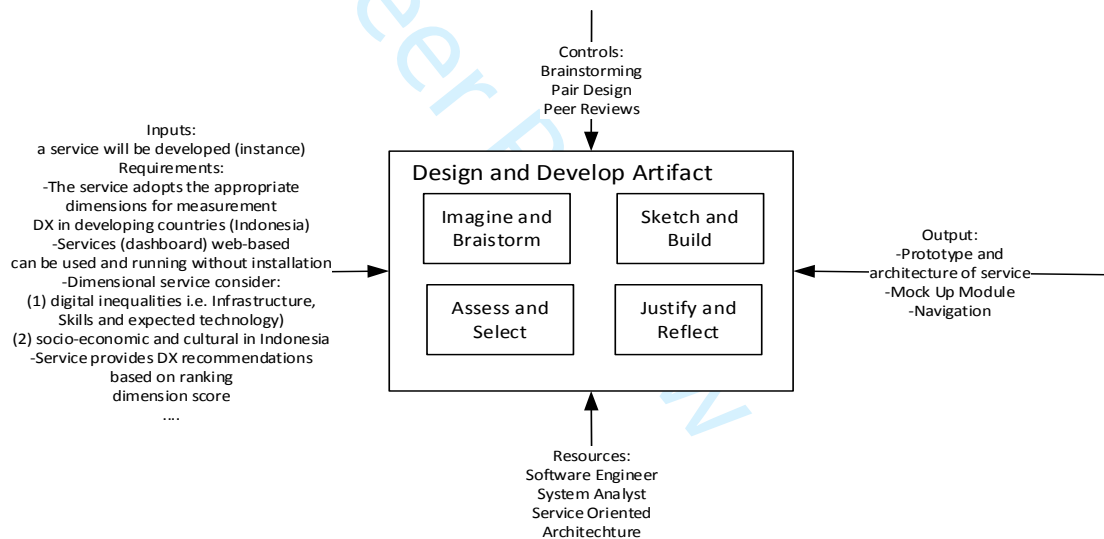 Controls:
Brainstorming
Pair Design
Peer Reviews
Inputs:
a service will be developed (instance)
Requirements:
-The service adopts the appropriate
dimensions for measurement
DX in developing countries (Indonesia)
-Services (dashboard) web-based
can be used and running without installation
-Dimensional service consider:
(1) digital inequalities i.e. Infrastructure,
Skills and expected technology)
(2) socio-economic and cultural in Indonesia
-Service provides DX recommendations
based on ranking
dimension score
....
Design and Develop Artifact
Imagine and
Braistorm
Sketch and
Build
Assess and
Select
Justify and
Reflect
Output:
-Prototype and
architecture of service
-Mock Up Module
-Navigation
Resources:
Software Engineer
System Analyst
Service Oriented
Architechture